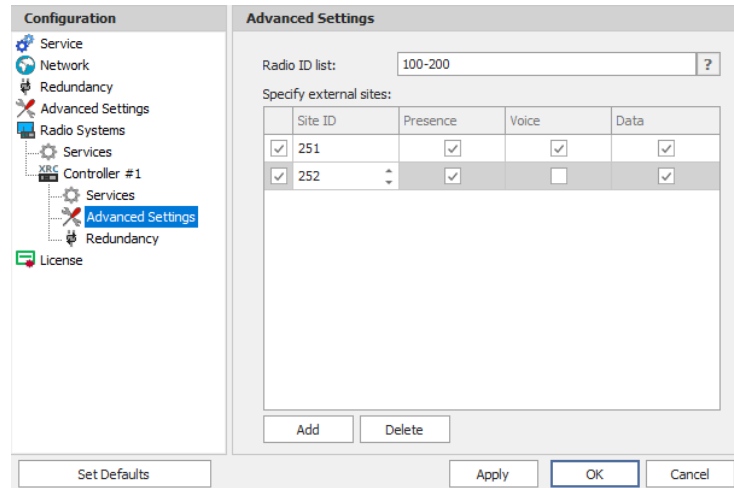 Configuration
Service
Network
Redundancy
Advanced Settings
Radio Systems
Services
XRC Controller #1
Services
Advanced Settings
Redundancy
License
Set Defaults
Advanced Settings
Radio ID list: 100-200 ?
Specify external sites:
Site ID Presence Voice Data
251
252
Add Delete
Apply OK Cancel